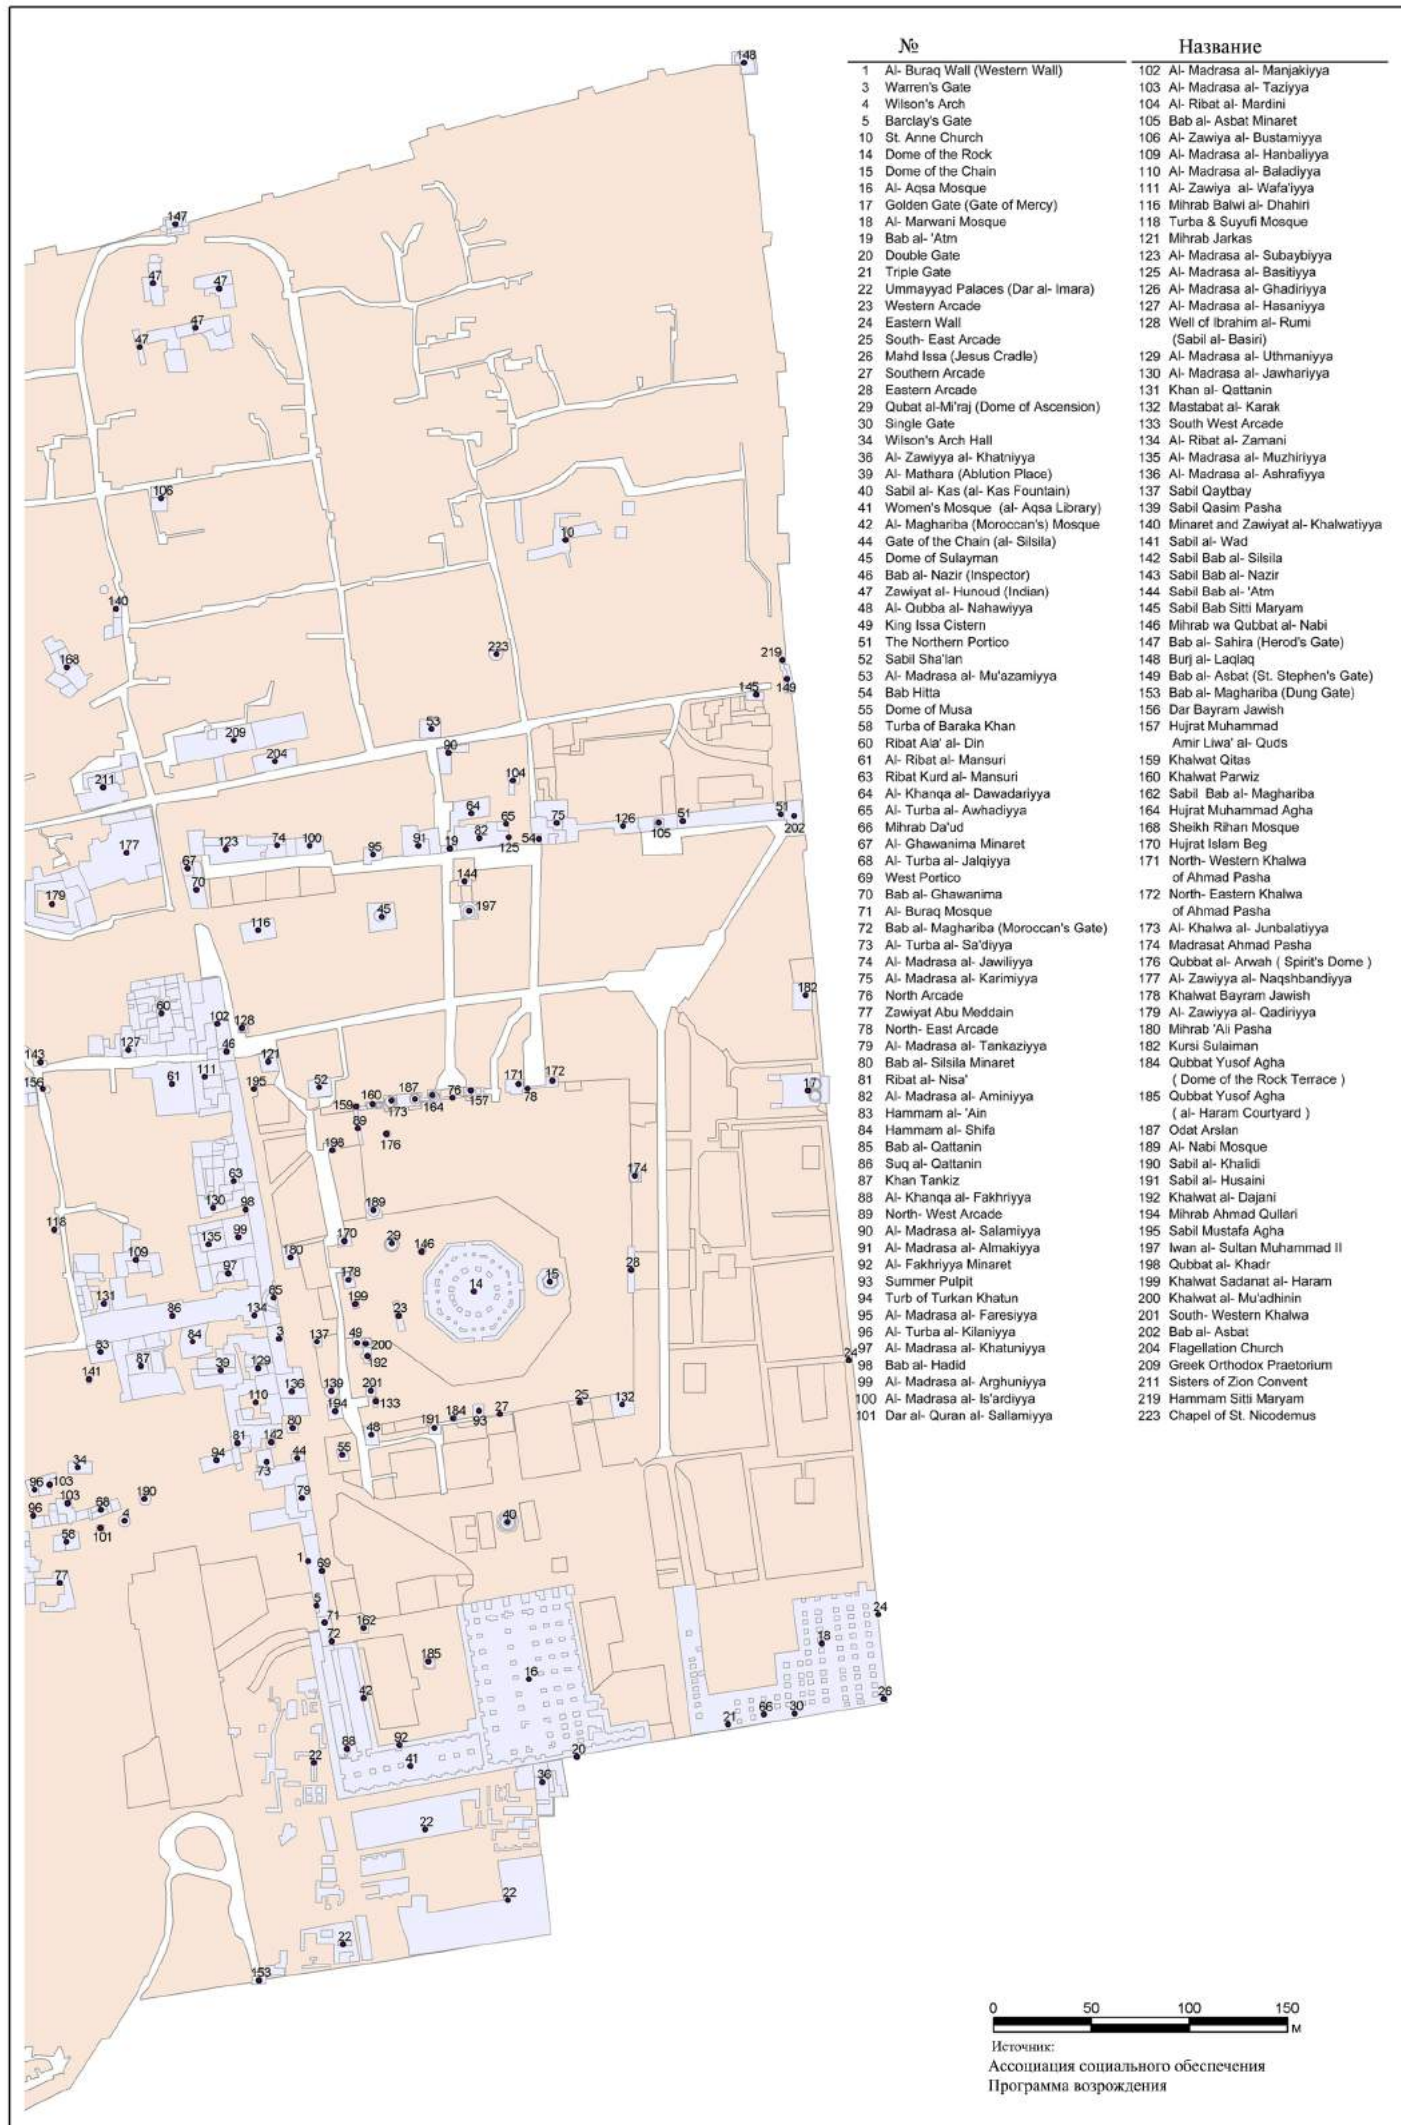 № Название
1 Al- Buraq Wall (Western Wall)
3 Warren's Gate
4 Wilson's Arch
5 Barclay's Gate
10 St. Anne Church
14 Dome of the Rock
15 Dome of the Chain
16 Al- Aqsa Mosque
17 Golden Gate (Gate of Mercy)
18 Al- Marwani Mosque
19 Bab al- 'Atm
20 Double Gate
21 Triple Gate
22 Ummayyad Palaces (Dar al- Imara)
23 Western Arcade
24 Eastern Wall
25 South- East Arcade
26 Mahd Issa (Jesus Cradle)
27 Southern Arcade
28 Eastern Arcade
29 Qubat al-Mi'raj (Dome of Ascension)
30 Single Gate
34 Wilson's Arch Hall
36 Al- Zawiyya al- Khatniyya
39 Al- Mathara (Ablution Place)
40 Sabil al- Kas (al- Kas Fountain)
41 Women's Mosque (al- Aqsa Library)
42 Al- Maghariba (Moroccan's) Mosque
44 Gate of the Chain (al- Silsila)
45 Dome of Sulayman
46 Bab al- Nazir (Inspector)
47 Zawiyat al- Hunoud (Indian)
48 Al- Qubba al- Nahawiyya
49 King Issa Cistern
51 The Northern Portico
52 Sabil Sha'lan
53 Al- Madrasa al- Mu'azamiyya
54 Bab Hitta
55 Dome of Musa
58 Turba of Baraka Khan
60 Ribat Ala' al- Din
61 Al- Ribat al- Mansuri
63 Ribat Kurd al- Mansuri
64 Al- Khanqa al- Dawadariyya
65 Al- Turba al- Awhadiyya
66 Mihrab Da'ud
67 Al- Ghawanima Minaret
68 Al- Turba al- Jalqiyya
69 West Portico
70 Bab al- Ghawanima
71 Al- Buraq Mosque
72 Bab al- Maghariba (Moroccan's Gate)
73 Al- Turba al- Sa'diyya
74 Al- Madrasa al- Jawiliyya
75 Al- Madrasa al- Karimiyya
76 North Arcade
77 Zawiyat Abu Meddain
78 North- East Arcade
79 Al- Madrasa al- Tankaziyya
80 Bab al- Silsila Minaret
81 Ribat al- Nisa'
82 Al- Madrasa al- Aminiyya
83 Hammam al- 'Ain
84 Hammam al- Shifa
85 Bab al- Qattanin
86 Suq al- Qattanin
87 Khan Tankiz
88 Al- Khanqa al- Fakhriyya
89 North- West Arcade
90 Al- Madrasa al- Salamiyya
91 Al- Madrasa al- Almakiyya
92 Al- Fakhriyya Minaret
93 Summer Pulpit
94 Turb of Turkan Khatun
95 Al- Madrasa al- Faresiyya
96 Al- Turba al- Kilaniyya
97 Al- Madrasa al- Khatuniyya
98 Bab al- Hadid
99 Al- Madrasa al- Arghuniyya
100 Al- Madrasa al- Is'ardiyya
101 Dar al- Quran al- Sallamiyya
102 Al- Madrasa al- Manjakiyya
103 Al- Madrasa al- Taziyya
104 Al- Ribat al- Mardini
105 Bab al- Asbat Minaret
106 Al- Zawiya al- Bustamiyya
109 Al- Madrasa al- Hanbaliyya
110 Al- Madrasa al- Baladiyya
111 Al- Zawiya al- Wafa'iyya
116 Mihrab Balwi al- Dhahiri
118 Turba & Suyufi Mosque
121 Mihrab Jarkas
123 Al- Madrasa al- Subaybiyya
125 Al- Madrasa al- Basitiyya
126 Al- Madrasa al- Ghadiriyya
127 Al- Madrasa al- Hasaniyya
128 Well of Ibrahim al- Rumi
(Sabil al- Basiri)
129 Al- Madrasa al- Uthmaniyya
130 Al- Madrasa al- Jawhariyya
131 Khan al- Qattanin
132 Mastabat al- Karak
133 South West Arcade
134 Al- Ribat al- Zamani
135 Al- Madrasa al- Muzhiriyya
136 Al- Madrasa al- Ashrafiyya
137 Sabil Qaytbay
139 Sabil Qasim Pasha
140 Minaret and Zawiyat al- Khalwatiyya
141 Sabil al- Wad
142 Sabil Bab al- Silsila
143 Sabil Bab al- Nazir
144 Sabil Bab al- 'Atm
145 Sabil Bab Sitti Maryam
146 Mihrab wa Qubbat al- Nabi
147 Bab al- Sahira (Herod's Gate)
148 Burj al- Laqlaq
149 Bab al- Asbat (St. Stephen's Gate)
153 Bab al- Maghariba (Dung Gate)
156 Dar Bayram Jawish
157 Hujrat Muhammad
Amir Liwa' al- Quds
159 Khalwat Qitas
160 Khalwat Parwiz
162 Sabil Bab al- Maghariba
164 Hujrat Muhammad Agha
168 Sheikh Rihan Mosque
170 Hujrat Islam Beg
171 North- Western Khalwa
of Ahmad Pasha
172 North- Eastern Khalwa
of Ahmad Pasha
173 Al- Khalwa al- Junbalatiyya
174 Madrasat Ahmad Pasha
176 Qubbat al- Arwah ( Spirit's Dome )
177 Al- Zawiyya al- Naqshbandiyya
178 Khalwat Bayram Jawish
179 Al- Zawiyya al- Qadiriyya
180 Mihrab 'Ali Pasha
182 Kursi Sulaiman
184 Qubbat Yusof Agha
( Dome of the Rock Terrace )
185 Qubbat Yusof Agha
( al- Haram Courtyard )
187 Odat Arslan
189 Al- Nabi Mosque
190 Sabil al- Khalidi
191 Sabil al- Husaini
192 Khalwat al- Dajani
194 Mihrab Ahmad Qullari
195 Sabil Mustafa Agha
197 Iwan al- Sultan Muhammad II
198 Qubbat al- Khadr
199 Khalwat Sadanat al- Haram
200 Khalwat al- Mu'adhinin
201 South- Western Khalwa
202 Bab al- Asbat
204 Flagellation Church
209 Greek Orthodox Praetorium
211 Sisters of Zion Convent
219 Hammam Sitti Maryam
223 Chapel of St. Nicodemus
0 50 100 150
М
Источник:
Ассоциация социального обеспечения
Программа возрождения